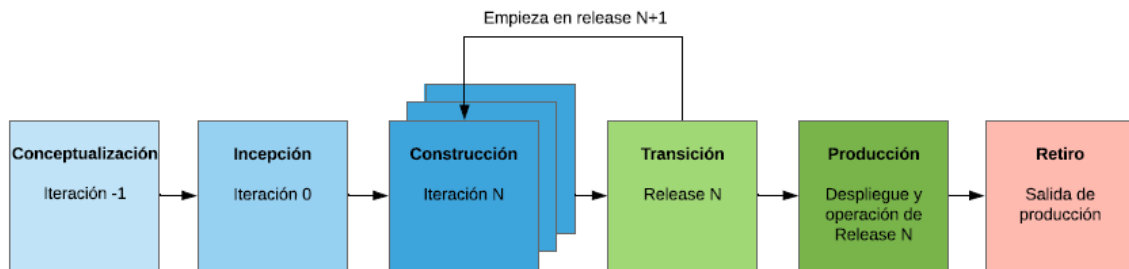 Empieza en release N+1
Conceptualización
Iteración -1
Incepción
Iteración 0
Construcción
Iteración N
Transición
Release N
Producción
Despliegue y
operación de
Release N
Retiro
Salida de
producción